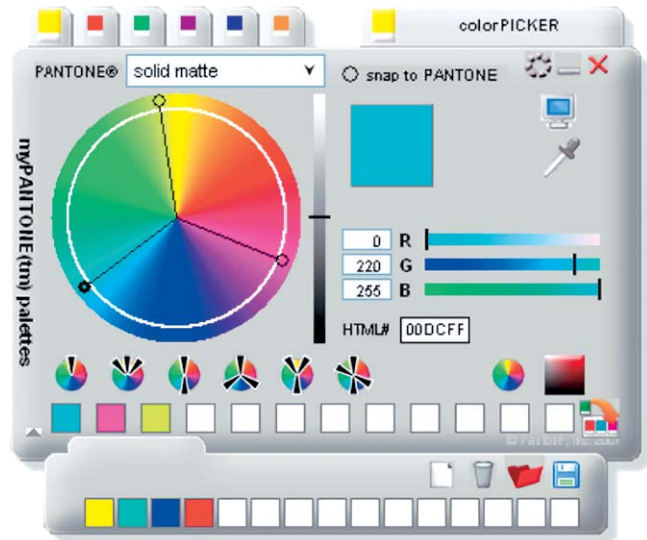 colorPICKER
PANTONE®
solid matte
snap to PANTONE
myPANTONE(tm) palettes
0 R
220 G
255 B
HTML# 00DCFF